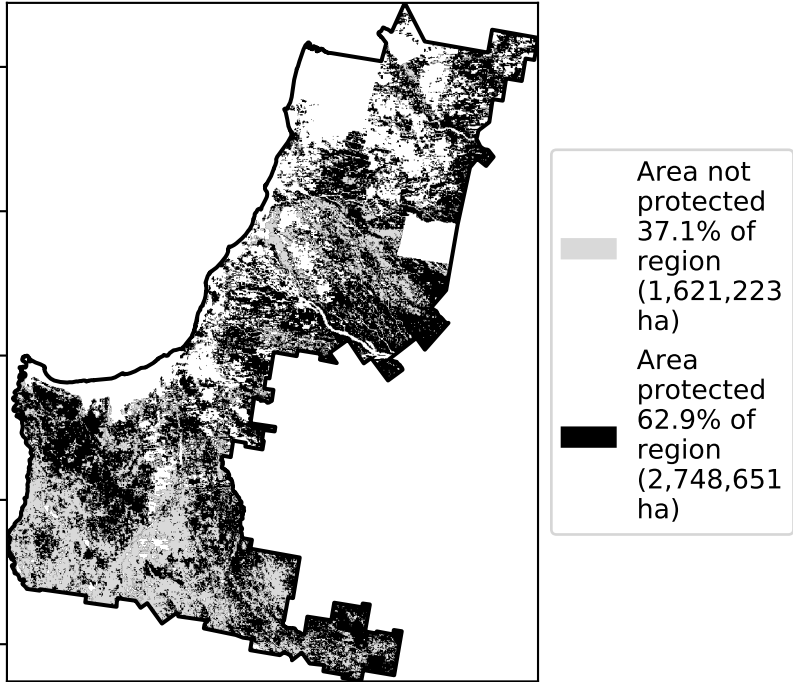 Area not
protected
37.1% of
region
(1,621,223
ha)
Area
protected
62.9% of
region
(2,748,651
ha)